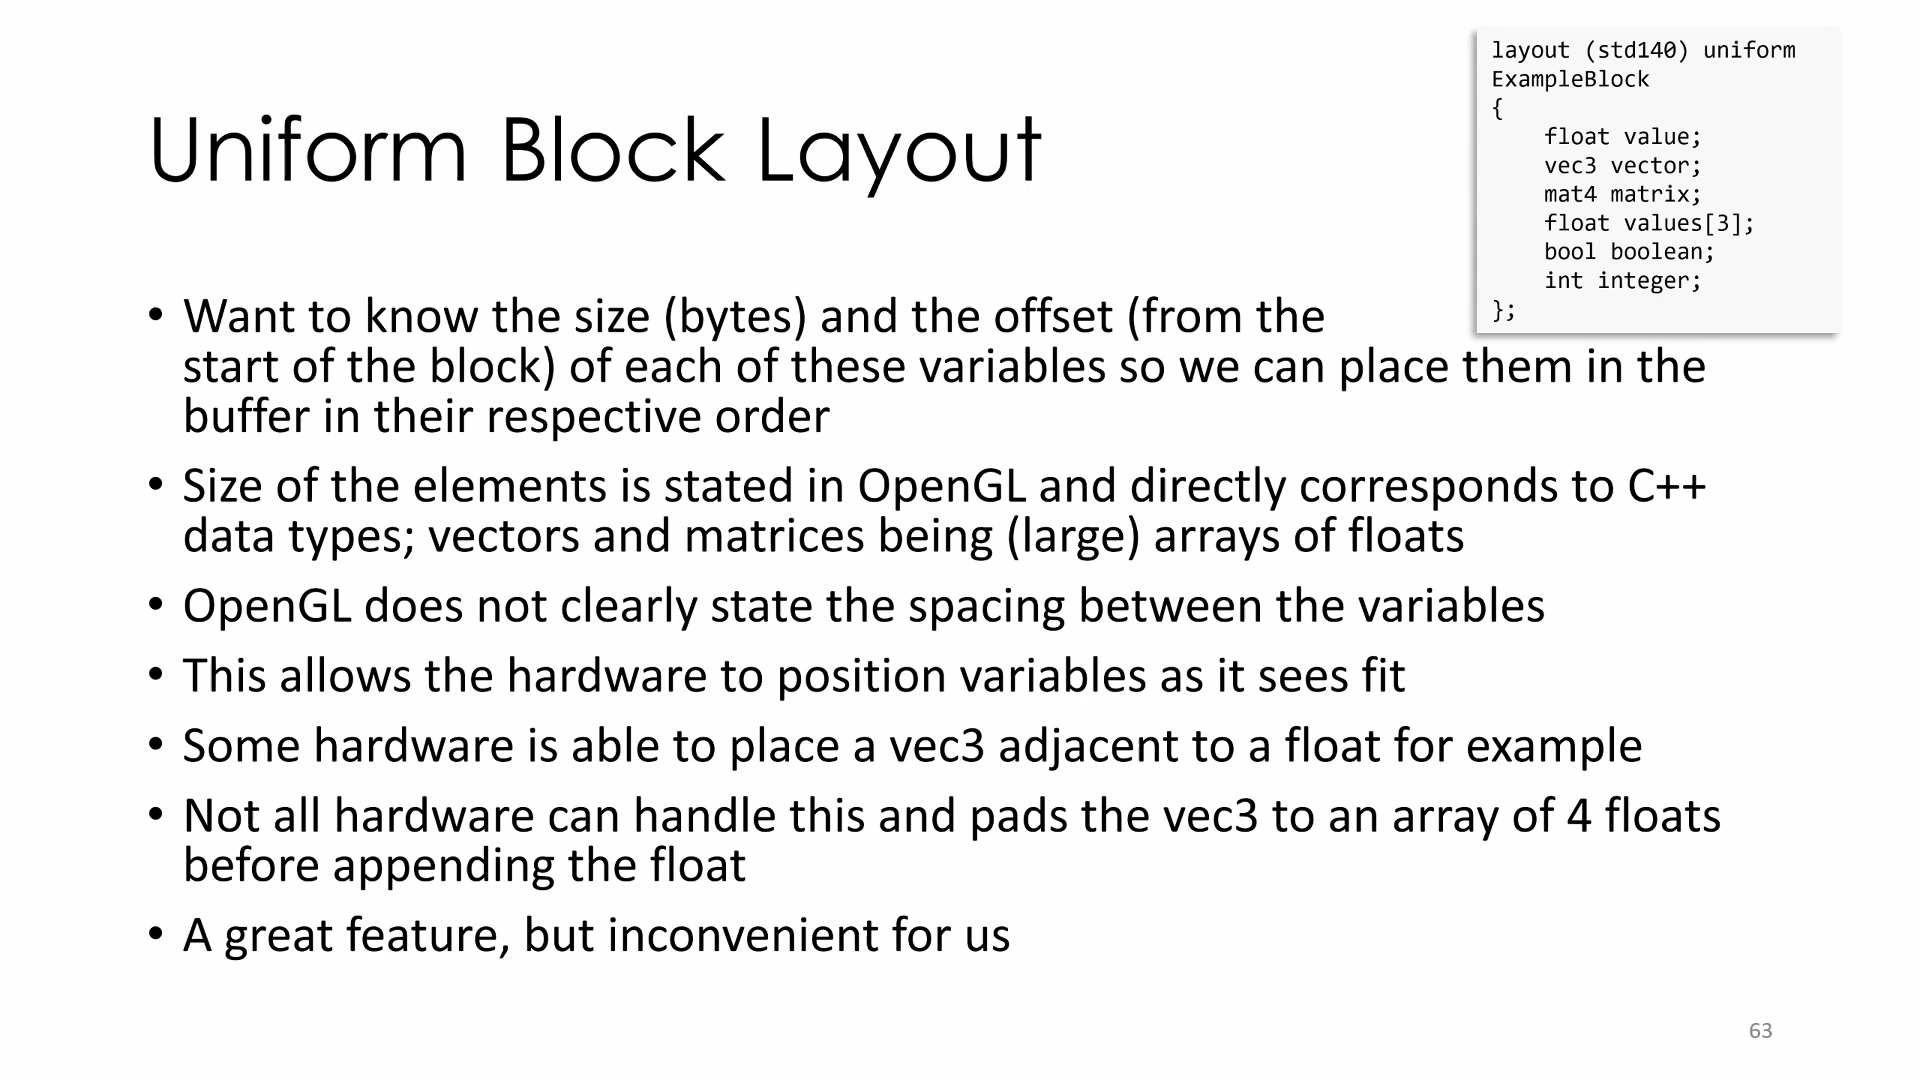 layout (std140) uniform
ExampleBlock
{
    float value;
    vec3 vector;
    mat4 matrix;
    float values[3];
    bool boolean;
    int integer;
};
Uniform Block Layout
• Want to know the size (bytes) and the offset (from the
start of the block) of each of these variables so we can place them in the
buffer in their respective order
• Size of the elements is stated in OpenGL and directly corresponds to C++
data types; vectors and matrices being (large) arrays of floats
• OpenGL does not clearly state the spacing between the variables
• This allows the hardware to position variables as it sees fit
• Some hardware is able to place a vec3 adjacent to a float for example
• Not all hardware can handle this and pads the vec3 to an array of 4 floats
before appending the float
• A great feature, but inconvenient for us
63